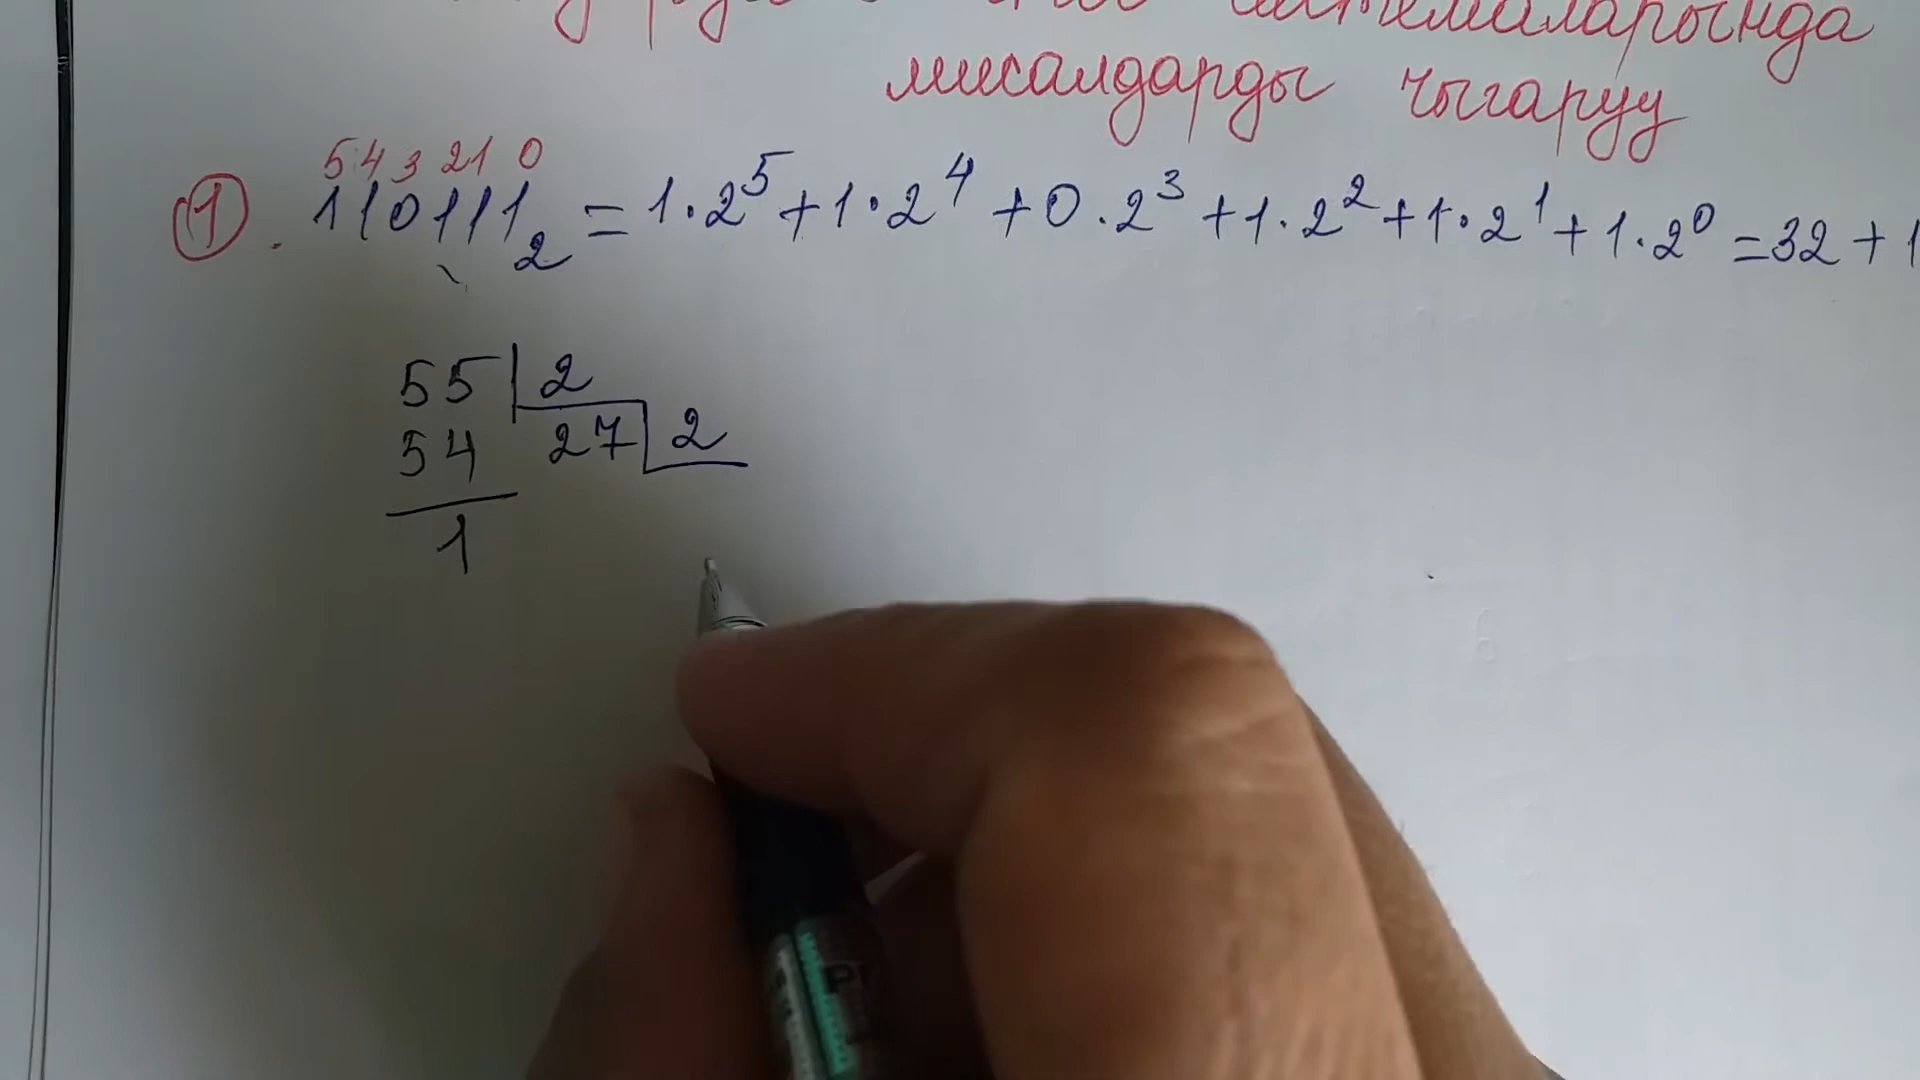 мисалдарды чыгаруу
5 4 3 2 1 0
1. 110111₂ = 1·2⁵ + 1·2⁴ + 0·2³ + 1·2² + 1·2¹ + 1·2⁰ = 32 + 1
55 2
54 27 2
1